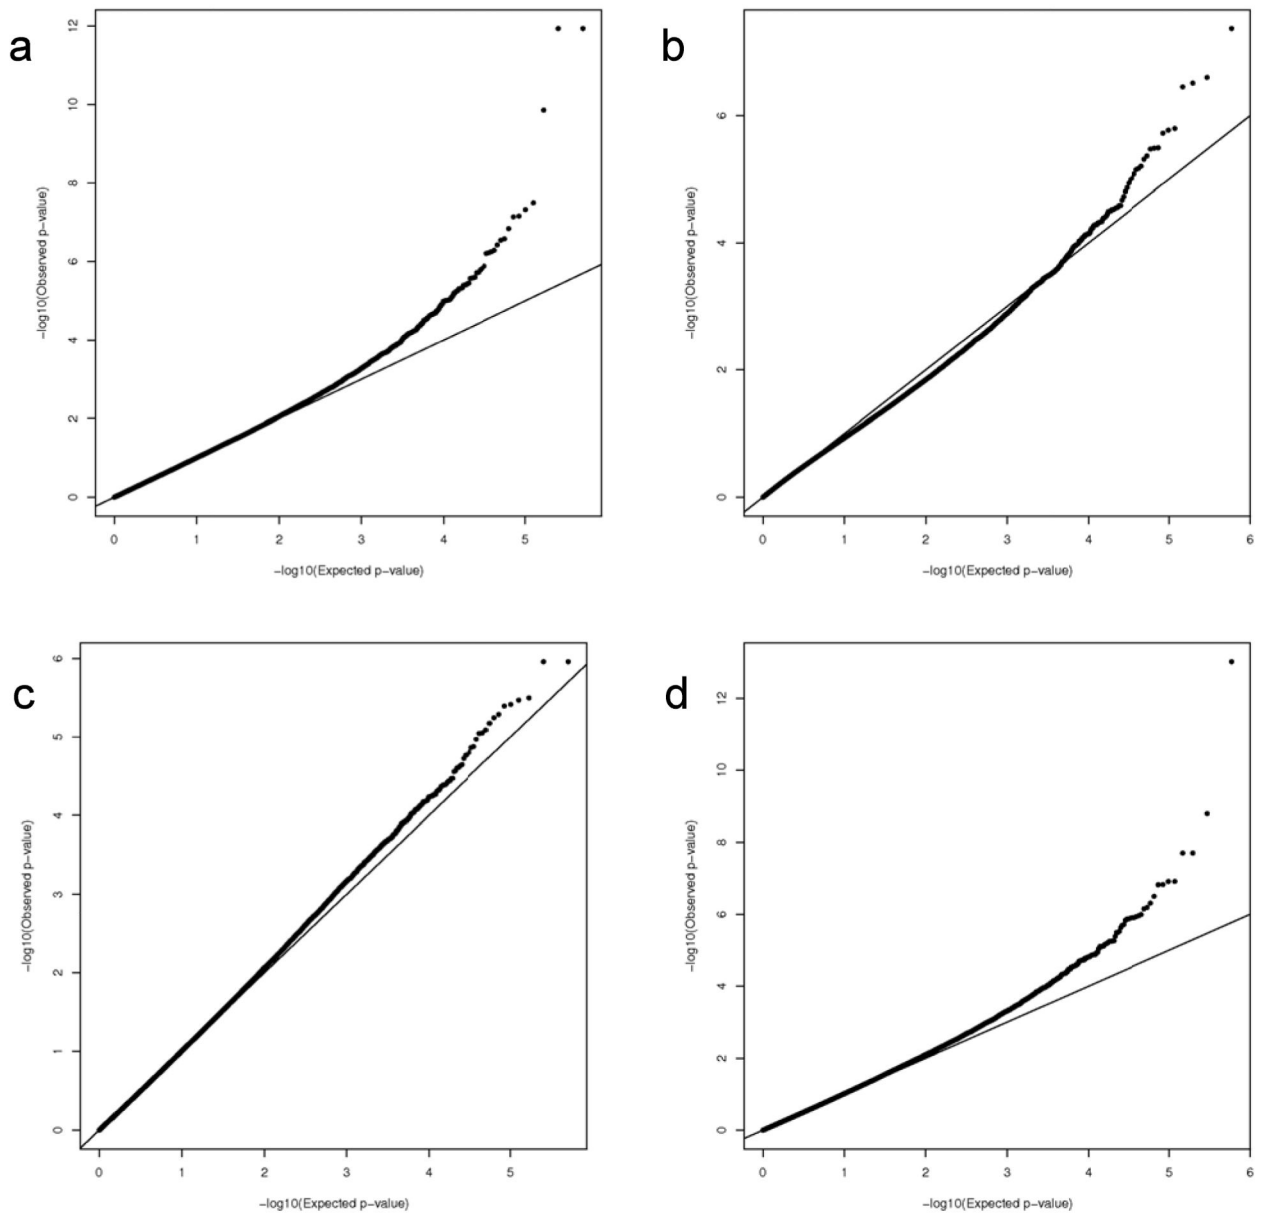 a
12
10
8
6
4
2
0
−log10(Observed p−value)
0 1 2 3 4 5
−log10(Expected p−value)
b
6
4
2
0
−log10(Observed p−value)
0 1 2 3 4 5 6
−log10(Expected p−value)
c
6
5
4
3
2
1
0
−log10(Observed p−value)
0 1 2 3 4 5
−log10(Expected p−value)
d
12
10
8
6
4
2
0
−log10(Observed p−value)
0 1 2 3 4 5 6
−log10(Expected p−value)